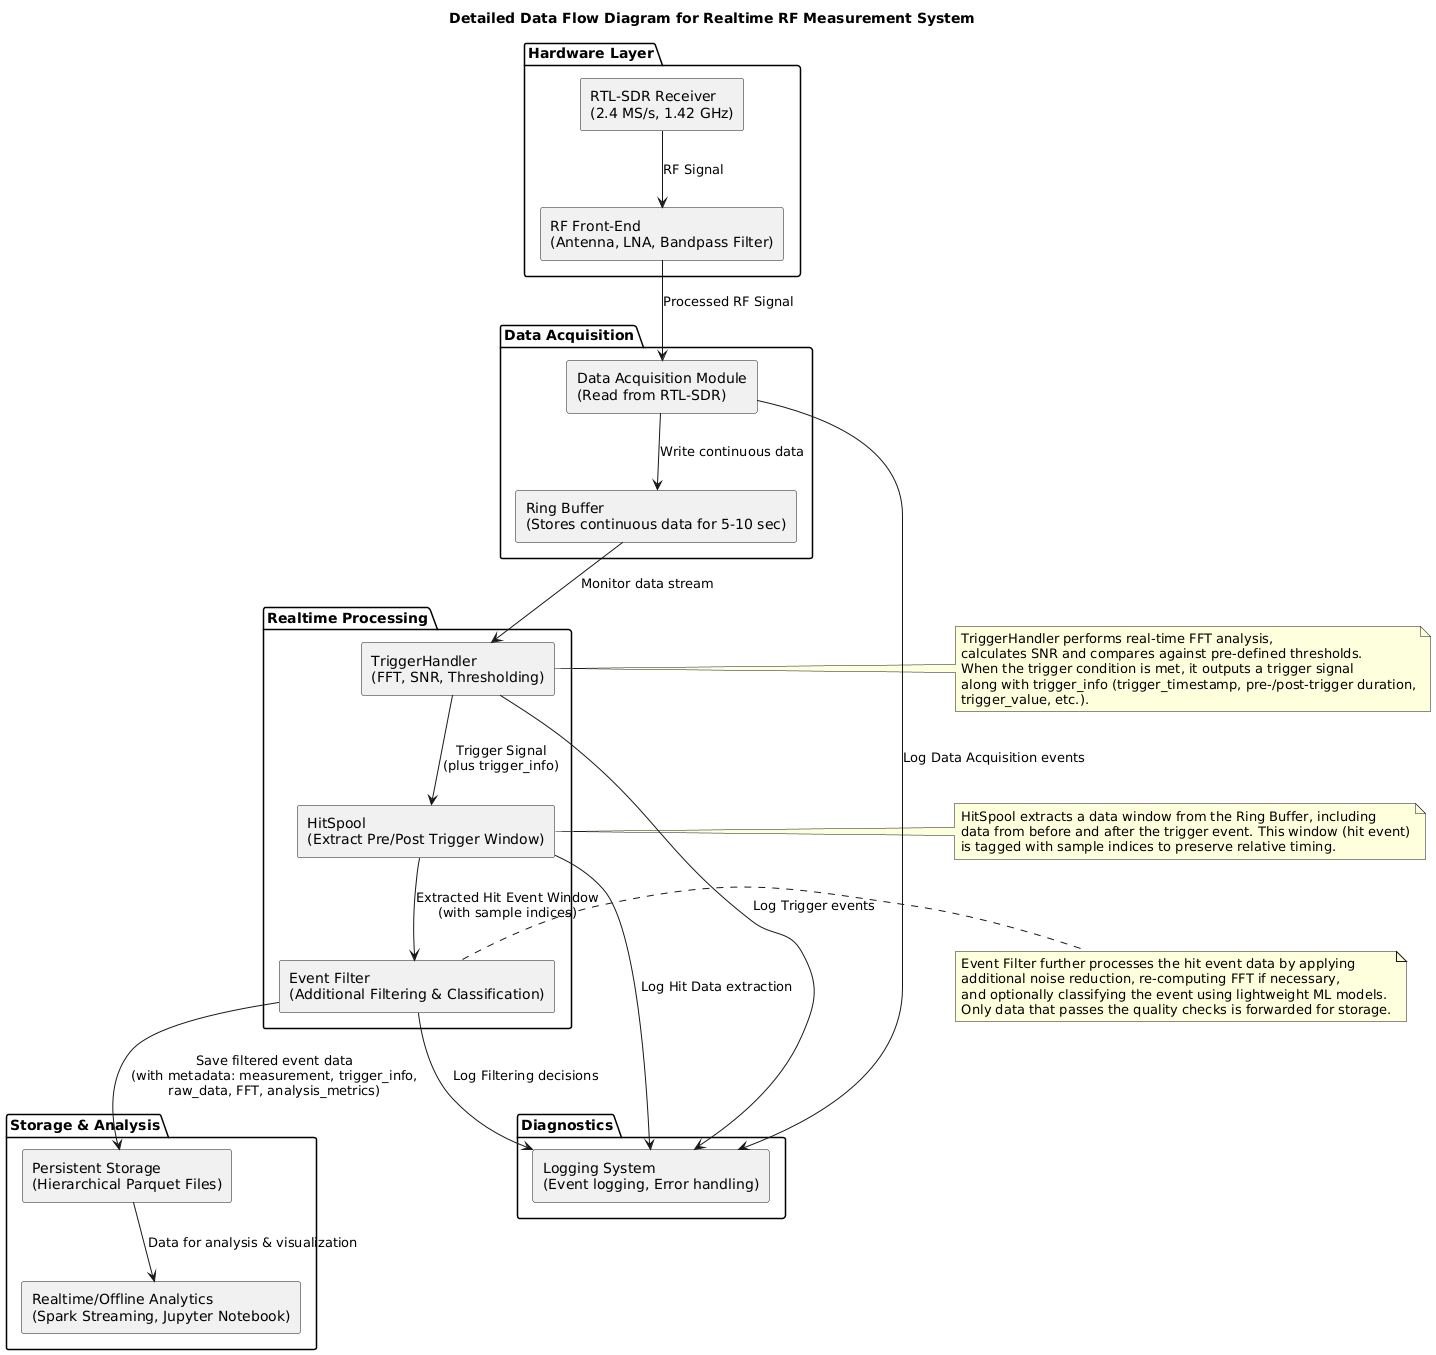 Detailed Data Flow Diagram for Realtime RF Measurement System
Hardware Layer
RTL-SDR Receiver
(2.4 MS/s, 1.42 GHz)
RF Signal
RF Front-End
(Antenna, LNA, Bandpass Filter)
Processed RF Signal
Data Acquisition
Data Acquisition Module
(Read from RTL-SDR)
Write continuous data
Ring Buffer
(Stores continuous data for 5-10 sec)
Monitor data stream
Realtime Processing
TriggerHandler
(FFT, SNR, Thresholding)
TriggerHandler performs real-time FFT analysis,
calculates SNR and compares against pre-defined thresholds.
When the trigger condition is met, it outputs a trigger signal
along with trigger_info (trigger_timestamp, pre-/post-trigger duration,
trigger_value, etc.).
Trigger Signal
(plus trigger_info)
Log Data Acquisition events
HitSpool
(Extract Pre/Post Trigger Window)
HitSpool extracts a data window from the Ring Buffer, including
data from before and after the trigger event. This window (hit event)
is tagged with sample indices to preserve relative timing.
Extracted Hit Event Window
(with sample indices)
Log Trigger events
Event Filter
(Additional Filtering & Classification)
Log Hit Data extraction
Event Filter further processes the hit event data by applying
additional noise reduction, re-computing FFT if necessary,
and optionally classifying the event using lightweight ML models.
Only data that passes the quality checks is forwarded for storage.
Save filtered event data
(with metadata: measurement, trigger_info,
raw_data, FFT, analysis_metrics)
Log Filtering decisions
Storage & Analysis
Persistent Storage
(Hierarchical Parquet Files)
Diagnostics
Logging System
(Event logging, Error handling)
Data for analysis & visualization
Realtime/Offline Analytics
(Spark Streaming, Jupyter Notebook)